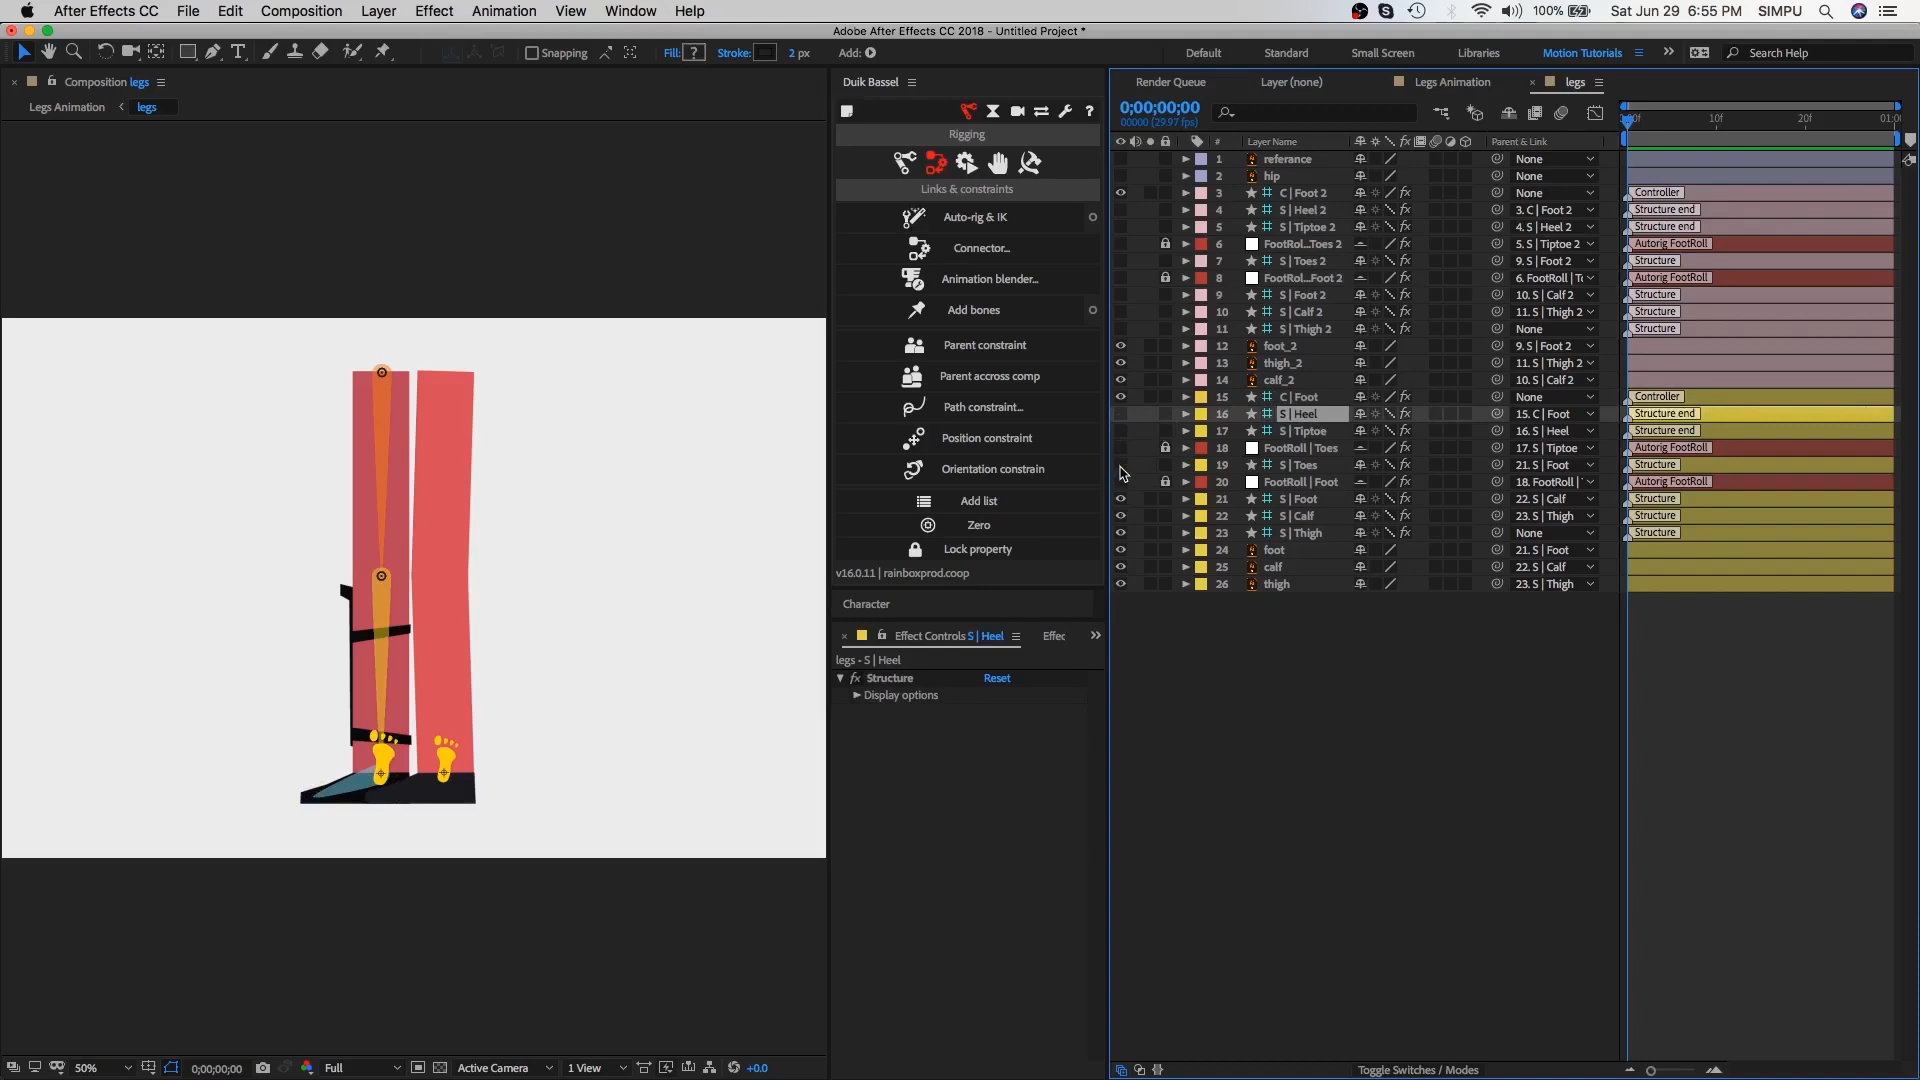 After Effects CC File Edit Composition Layer Effect Animation View Window Help 100% Sat Jun 29 6:55 PM SIMPU
Adobe After Effects CC 2018 - Untitled Project *
Snapping Fill: ? Stroke: 2 px Add: Default Standard Small Screen Libraries Motion Tutorials Search Help
Composition legs
Legs Animation legs
Duik Bassel
Rigging
Links & constraints
Auto-rig & IK
Connector...
Animation blender...
Add bones
Parent constraint
Parent accross comp
Path constraint...
Position constraint
Orientation constrain
Add list
Zero
Lock property
v16.0.11 | rainboxprod.coop
Character
Effect Controls S | Heel Effec
legs - S | Heel
fx Structure Reset
Display options
Render Queue Layer (none) Legs Animation legs
0;00;00;00
00000 (29.97 fps)
10f 20f 01:0
# Layer Name Parent & Link
1 referance None
2 hip None
3 C | Foot 2 None Controller
4 S | Heel 2 3. C | Foot 2 Structure end
5 S | Tiptoe 2 4. S | Heel 2 Structure end
6 FootRol...Toes 2 5. S | Tiptoe 2 Autorig FootRoll
7 S | Toes 2 9. S | Foot 2 Structure
8 FootRol...Foot 2 6. FootRoll | To Autorig FootRoll
9 S | Foot 2 10. S | Calf 2 Structure
10 S | Calf 2 11. S | Thigh 2 Structure
11 S | Thigh 2 None Structure
12 foot_2 9. S | Foot 2
13 thigh_2 11. S | Thigh 2
14 calf_2 10. S | Calf 2
15 C | Foot None Controller
16 S | Heel 15. C | Foot Structure end
17 S | Tiptoe 16. S | Heel Structure end
18 FootRoll | Toes 17. S | Tiptoe Autorig FootRoll
19 S | Toes 21. S | Foot Structure
20 FootRoll | Foot 18. FootRoll | Autorig FootRoll
21 S | Foot 22. S | Calf Structure
22 S | Calf 23. S | Thigh Structure
23 S | Thigh None Structure
24 foot 21. S | Foot
25 calf 22. S | Calf
26 thigh 23. S | Thigh
50% 0;00;00;00 Full Active Camera 1 View +0.0
Toggle Switches / Modes